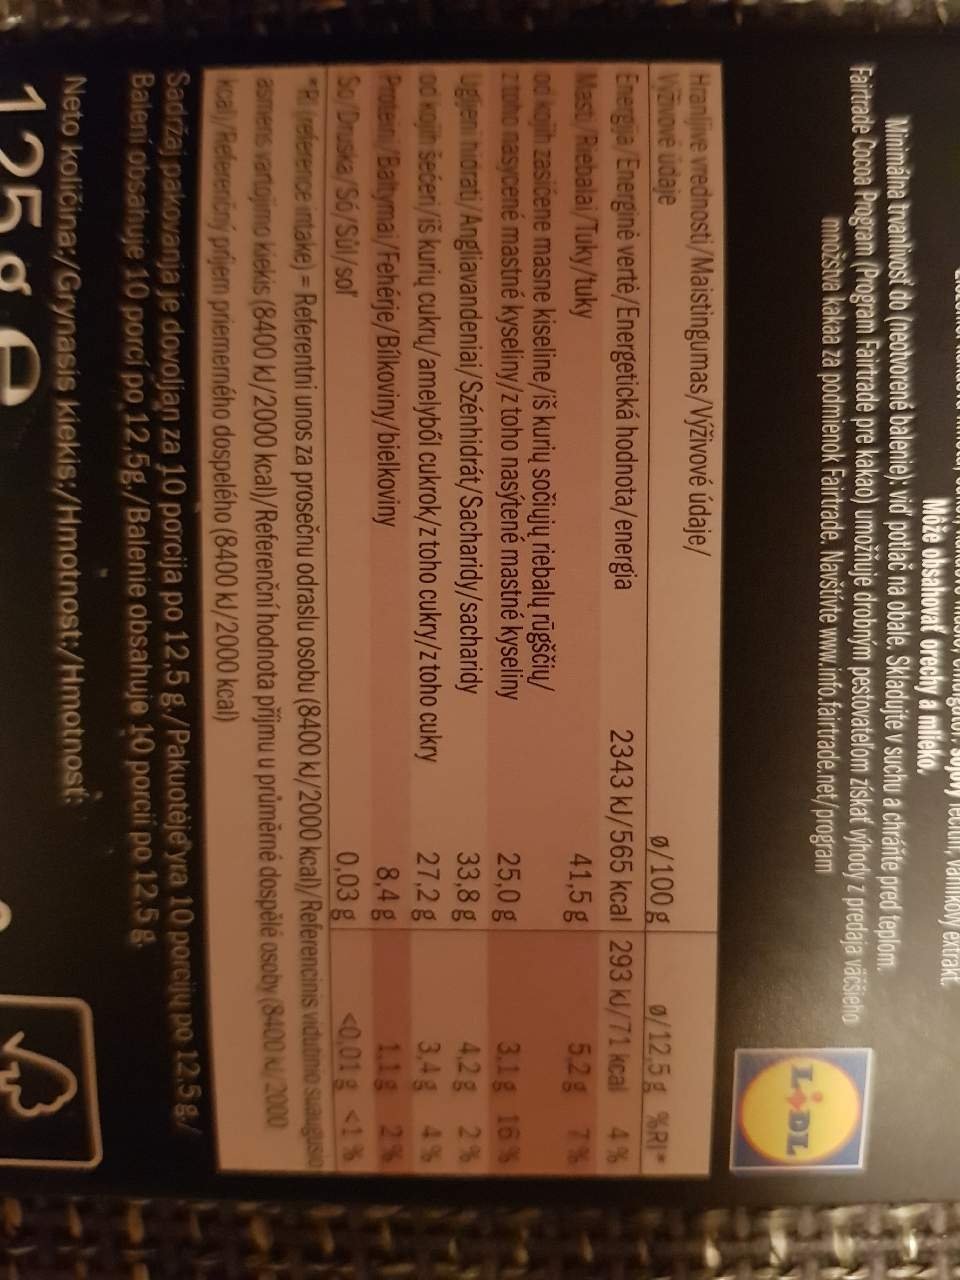 Môže obsahovať orechy a mlieko.
Minimálna trvanlivosť do (neotvorené balenie): viď potlač na obale. Skladujte v suchu a chráňte pred teplom.
Fairtrade Cocoa Program (Program Fairtrade pre kakao) umožňuje drobným pestovateľom získať výhody z predaja väčšieho
množstva kakaa za podmienok Fairtrade. Navštívte www.info.fairtrade.net/program
LIDL
Hranljive vrednosti/Maistingumas/Výživové údaje/
Výživové údaje ø/100 g ø/12,5 g %RI*
Energija/Energinė vertė/Energetická hodnota/energia 2343 kJ/565 kcal 293 kJ/71 kcal 4 %
Masti/Riebalai/Tuky/tuky 41,5 g 5,2 g 7 %
od kojih zasićene masne kiseline/iš kurių sočiųjų riebalų rūgščių/
z toho nasycené mastné kyseliny/z toho nasýtené mastné kyseliny 25,0 g 3,1 g 16 %
Ugljeni hidrati/Angliavandeniai/Szénhidrát/Sacharidy/sacharidy 33,8 g 4,2 g 2 %
od kojih šećeri/iš kurių cukrų/amelyből cukrok/z toho cukry/z toho cukry 27,2 g 3,4 g 4 %
Proteini/Baltymai/Fehérje/Bílkoviny/bielkoviny 8,4 g 1,1 g 2 %
So/Druska/Só/Sůl/soľ 0,03 g <0,01 g <1 %
*RI (reference intake) = Referentni unos za prosečnu odraslu osobu (8400 kJ/2000 kcal)/Referencinis vidutinio suaugusio
asmens vartojimo kiekis (8400 kJ/2000 kcal)/Referenční hodnota příjmu u průměrné dospělé osoby (8400 kJ/2000
kcal)/Referenčný príjem priemerného dospelého (8400 kJ/2000 kcal)
Sadržaj pakovanja je dovoljan za 10 porcija po 12,5 g./Pakuotėje yra 10 porcijų po 12,5 g./
Balení obsahuje 10 porcí po 12,5g./Balenie obsahuje 10 porcií po 12,5 g.
Neto količina:/Grynasis kiekis:/Hmotnost:/Hmotnosť:
125 g e